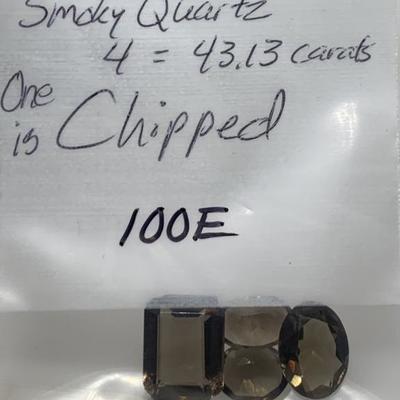 Smoky Quartz
4 = 43.13 carats
One is Chipped
100E